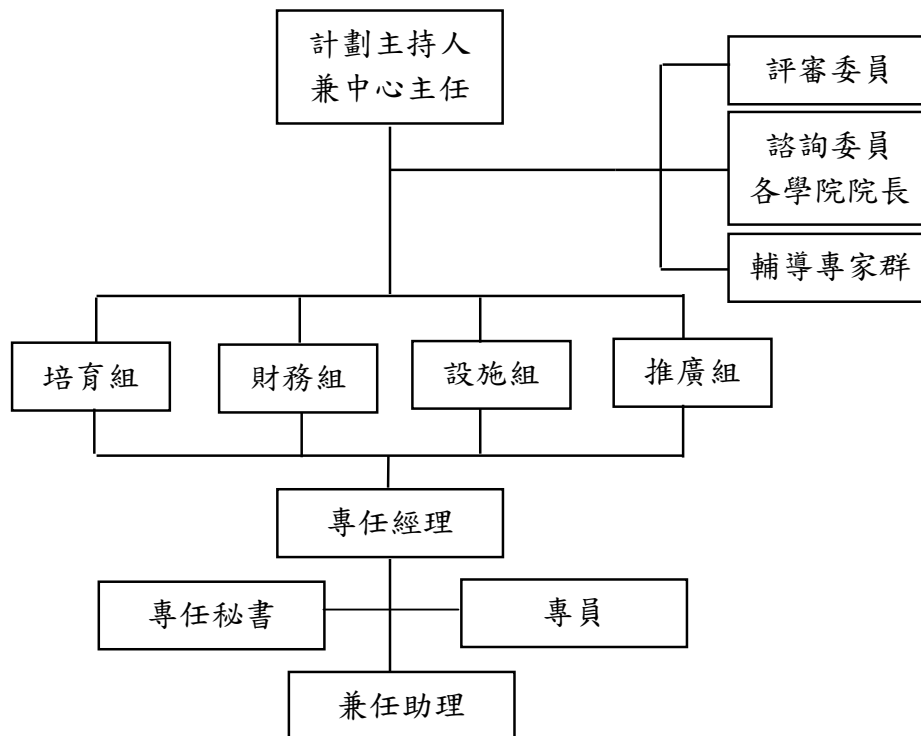 計劃主持人
兼中心主任
評審委員
諮詢委員
各學院院長
輔導專家群
培育組
財務組
設施組
推廣組
專任經理
專任秘書
專員
兼任助理